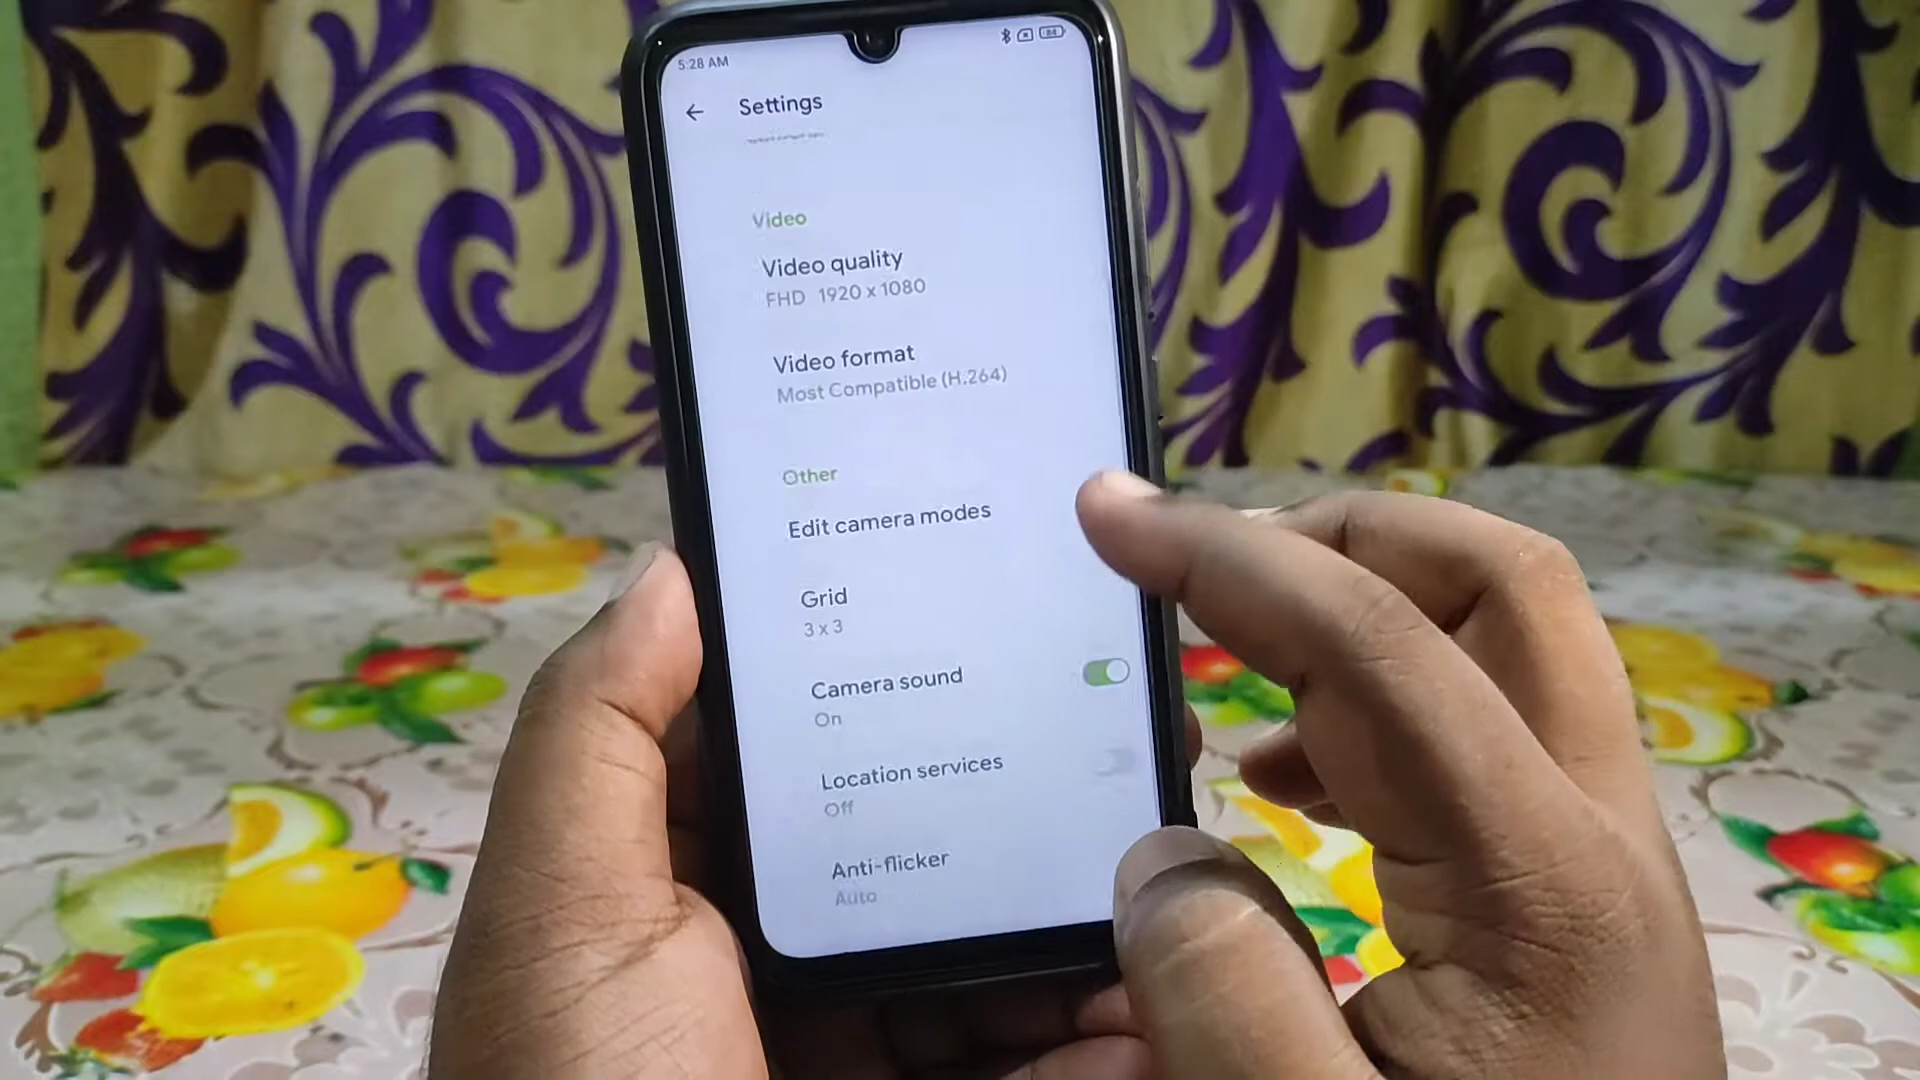 5:28 AM
Settings
Video
Video quality
FHD 1920 x 1080
Video format
Most Compatible (H.264)
Other
Edit camera modes
Grid
3 x 3
Camera sound
On
Location services
Off
Anti-flicker
Auto